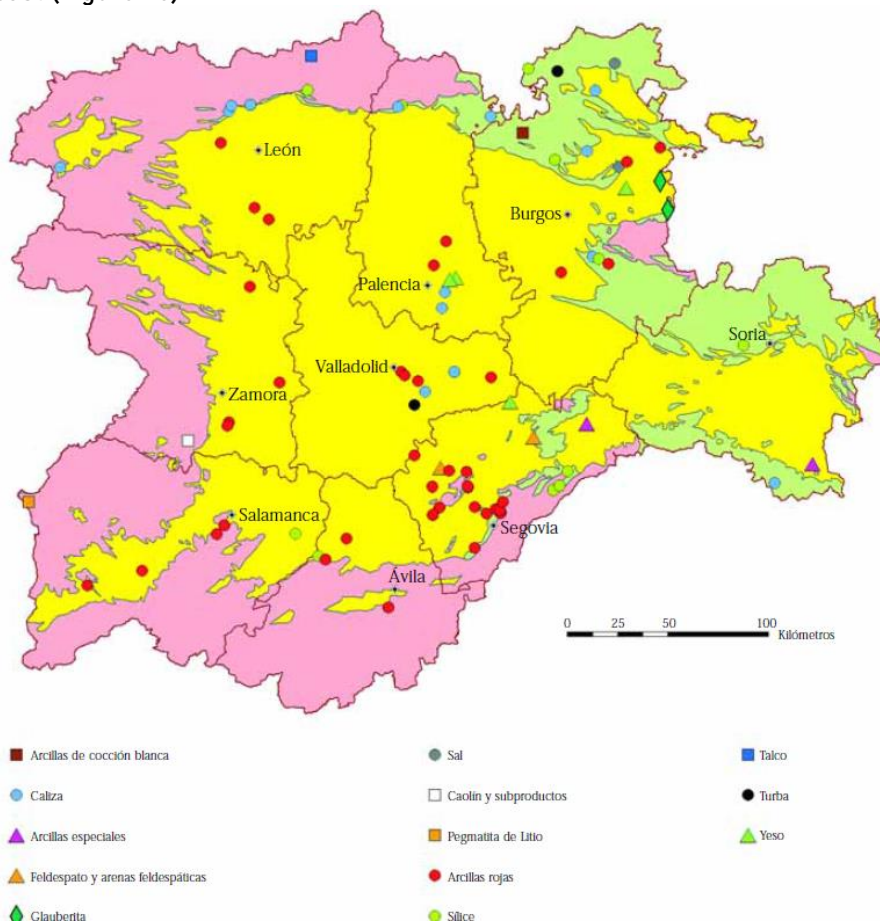 León
Burgos
Palencia
Soria
Valladolid
Zamora
Salamanca
Segovia
Ávila
0 25 50 100
Kilómetros
Arcillas de cocción blanca
Sal
Talco
Caliza
Caolín y subproductos
Turba
Arcillas especiales
Pegmatita de Litio
Yeso
Feldespato y arenas feldespáticas
Arcillas rojas
Glauberita
Sílice